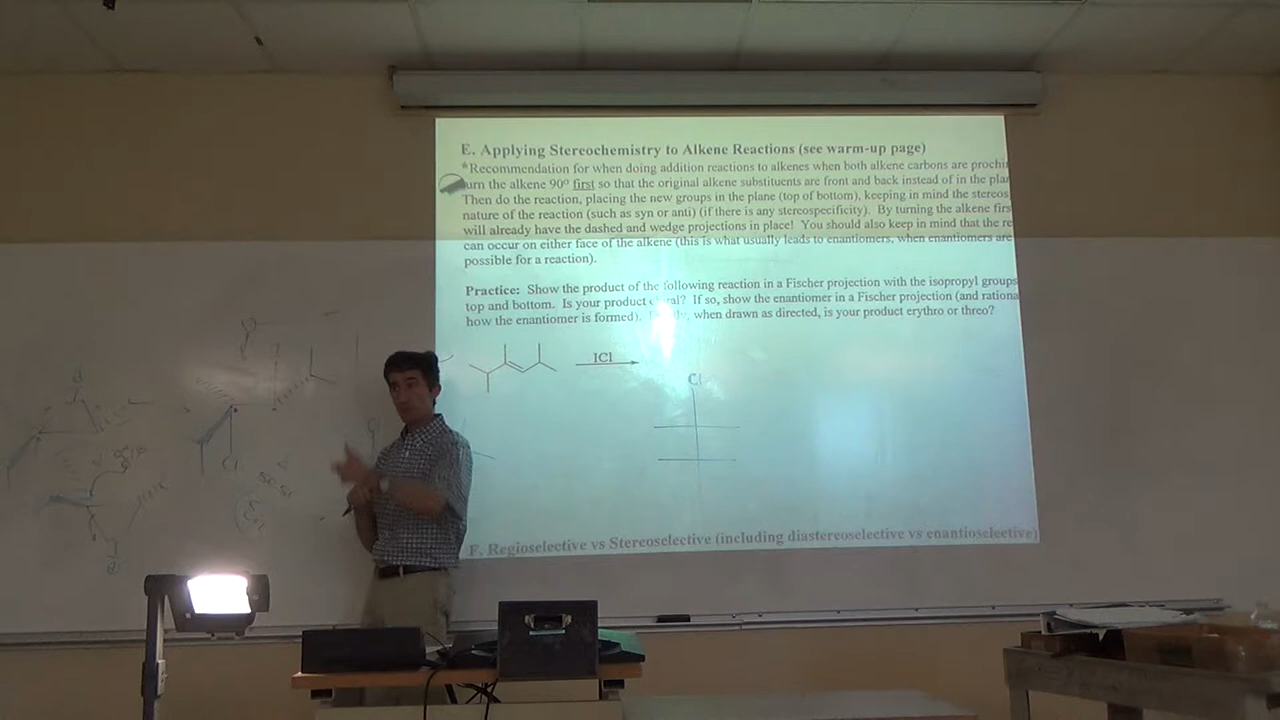 E. Applying Stereochemistry to Alkene Reactions (see warm-up page)
*Recommendation for when doing addition reactions to alkenes when both alkene carbons are prochi
urn the alkene 90° first so that the original alkene substituents are front and back instead of in the pla
Then do the reaction, placing the new groups in the plane (top of bottom), keeping in mind the stereos
nature of the reaction (such as syn or anti) (if there is any stereospecificity). By turning the alkene firs
will already have the dashed and wedge projections in place! You should also keep in mind that the re
can occur on either face of the alkene (this is what usually leads to enantiomers, when enantiomers are
possible for a reaction).
Practice: Show the product of the following reaction in a Fischer projection with the isopropyl groups
top and bottom. Is your product chiral? If so, show the enantiomer in a Fischer projection (and rationa
how the enantiomer is formed). when drawn as directed, is your product erythro or threo?
ICl
Cl
Cl
F. Regioselective vs Stereoselective (including diastereoselective vs enantioselective)